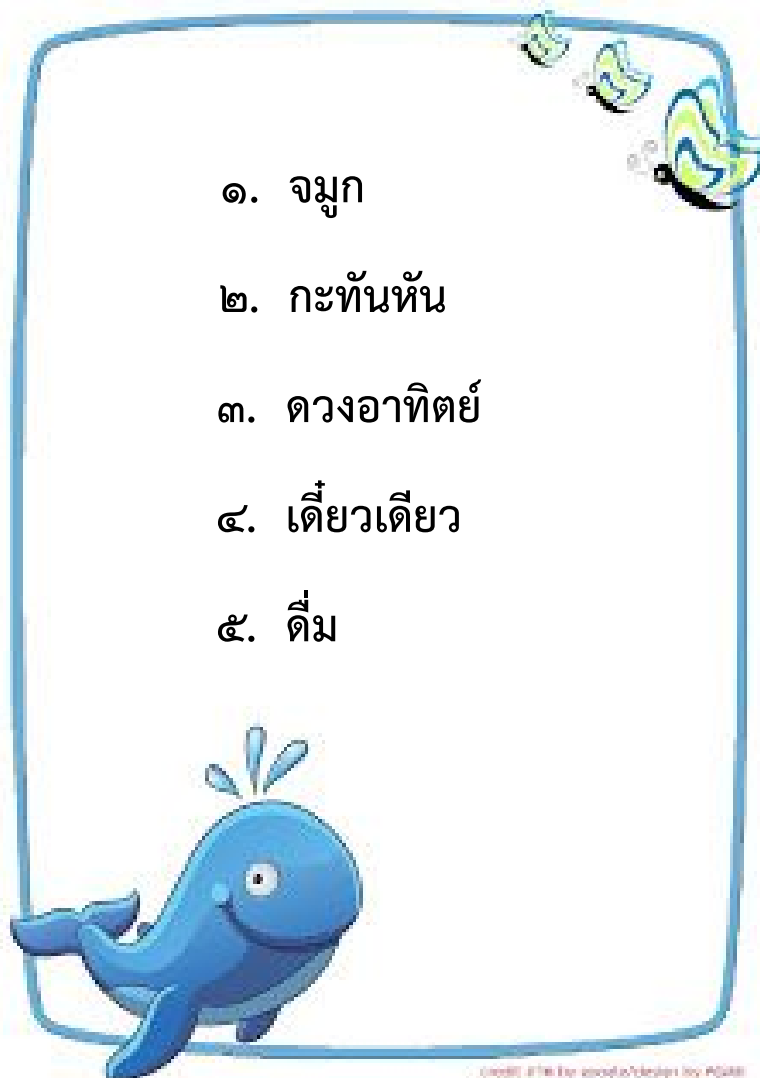 ๑. จมูก
๒. กะทันหัน
๓. ดวงอาทิตย์
๔. เดี๋ยวเดียว
๕. ดื่ม